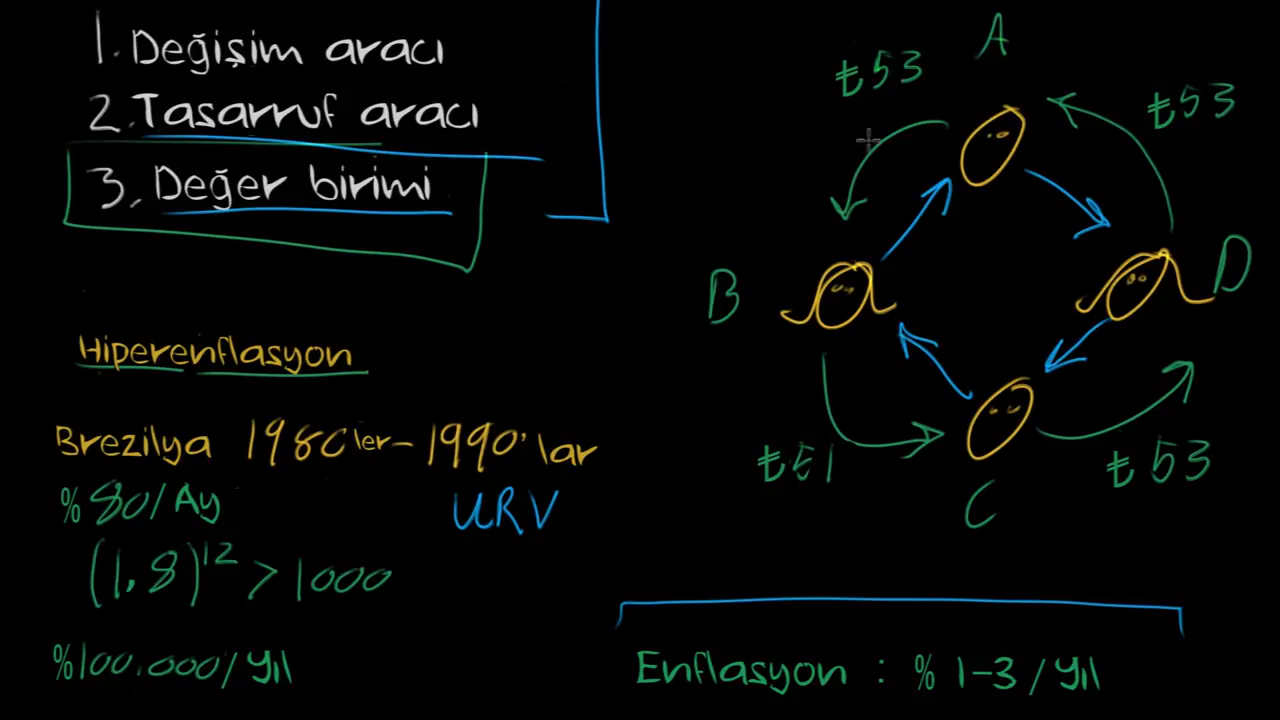 1. Değişim aracı
2. Tasarruf aracı
3. Değer birimi
Hiperenflasyon
Brezilya 1980'ler - 1990'lar
%80/Ay
URV
(1,8)^12 > 1000
%100.000/yıl
A
₺53
₺53
B
D
₺51
₺53
C
Enflasyon : % 1-3 / yıl